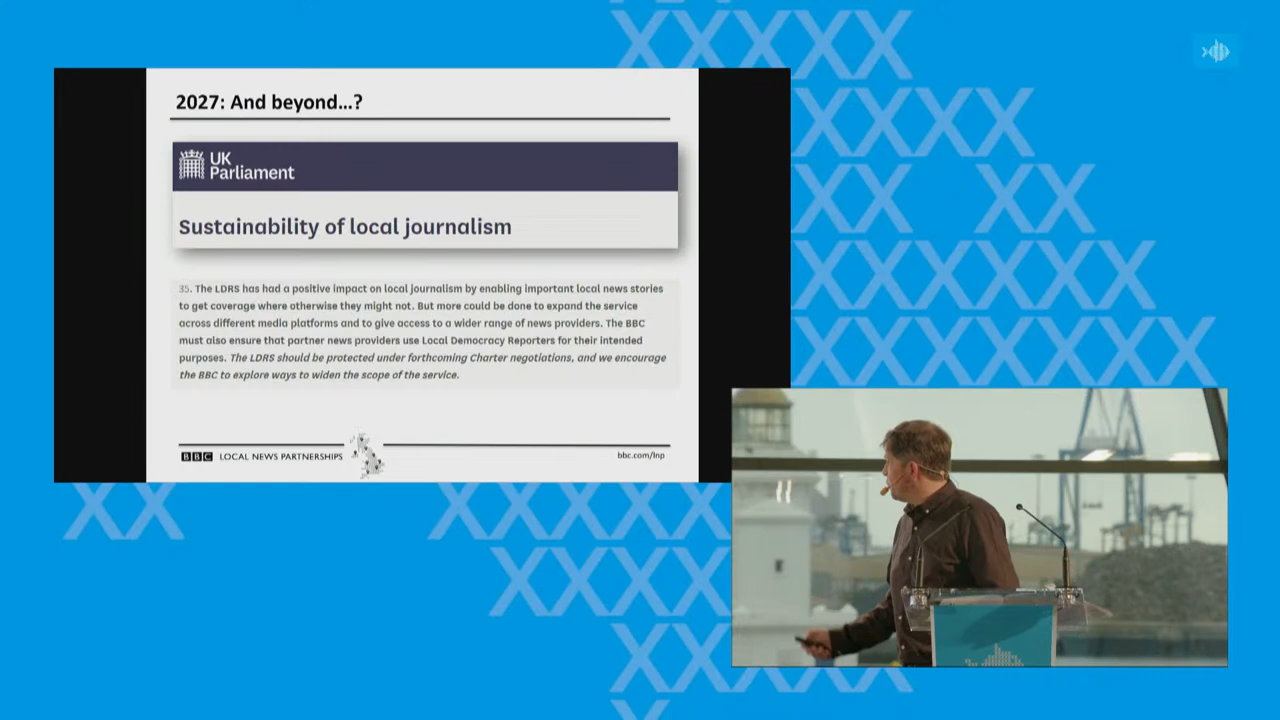 2027: And beyond...?
UK
Parliament
Sustainability of local journalism
35. The LDRS has had a positive impact on local journalism by enabling important local news stories
to get coverage where otherwise they might not. But more could be done to expand the service
across different media platforms and to give access to a wider range of news providers. The BBC
must also ensure that partner news providers use Local Democracy Reporters for their intended
purposes. The LDRS should be protected under forthcoming Charter negotiations, and we encourage
the BBC to explore ways to widen the scope of the service.
BBC LOCAL NEWS PARTNERSHIPS
bbc.com/lnp